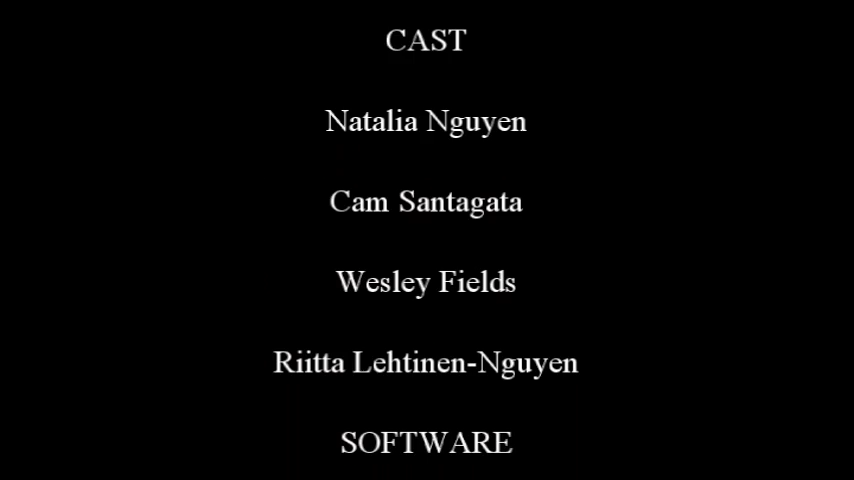 CAST
Natalia Nguyen
Cam Santagata
Wesley Fields
Riitta Lehtinen-Nguyen
SOFTWARE